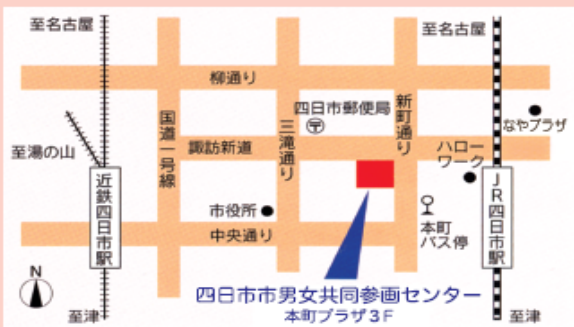 至名古屋
至名古屋
柳通り
国道一号線
三滝通り
四日市郵便局
〒
新町通り
なやプラザ
諏訪新道
ハロー
ワーク
至湯の山
近鉄四日市駅
JR四日市駅
市役所
中央通り
本町
バス停
N
四日市市男女共同参画センター
本町プラザ3F
至津
至津